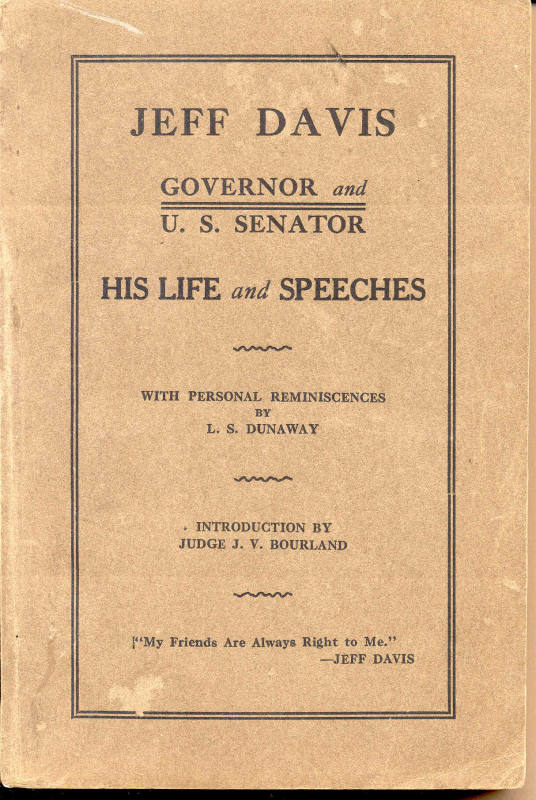 JEFF DAVIS
GOVERNOR and
U. S. SENATOR
HIS LIFE and SPEECHES
WITH PERSONAL REMINISCENCES
BY
L. S. DUNAWAY
INTRODUCTION BY
JUDGE J. V. BOURLAND
"My Friends Are Always Right to Me."
—JEFF DAVIS